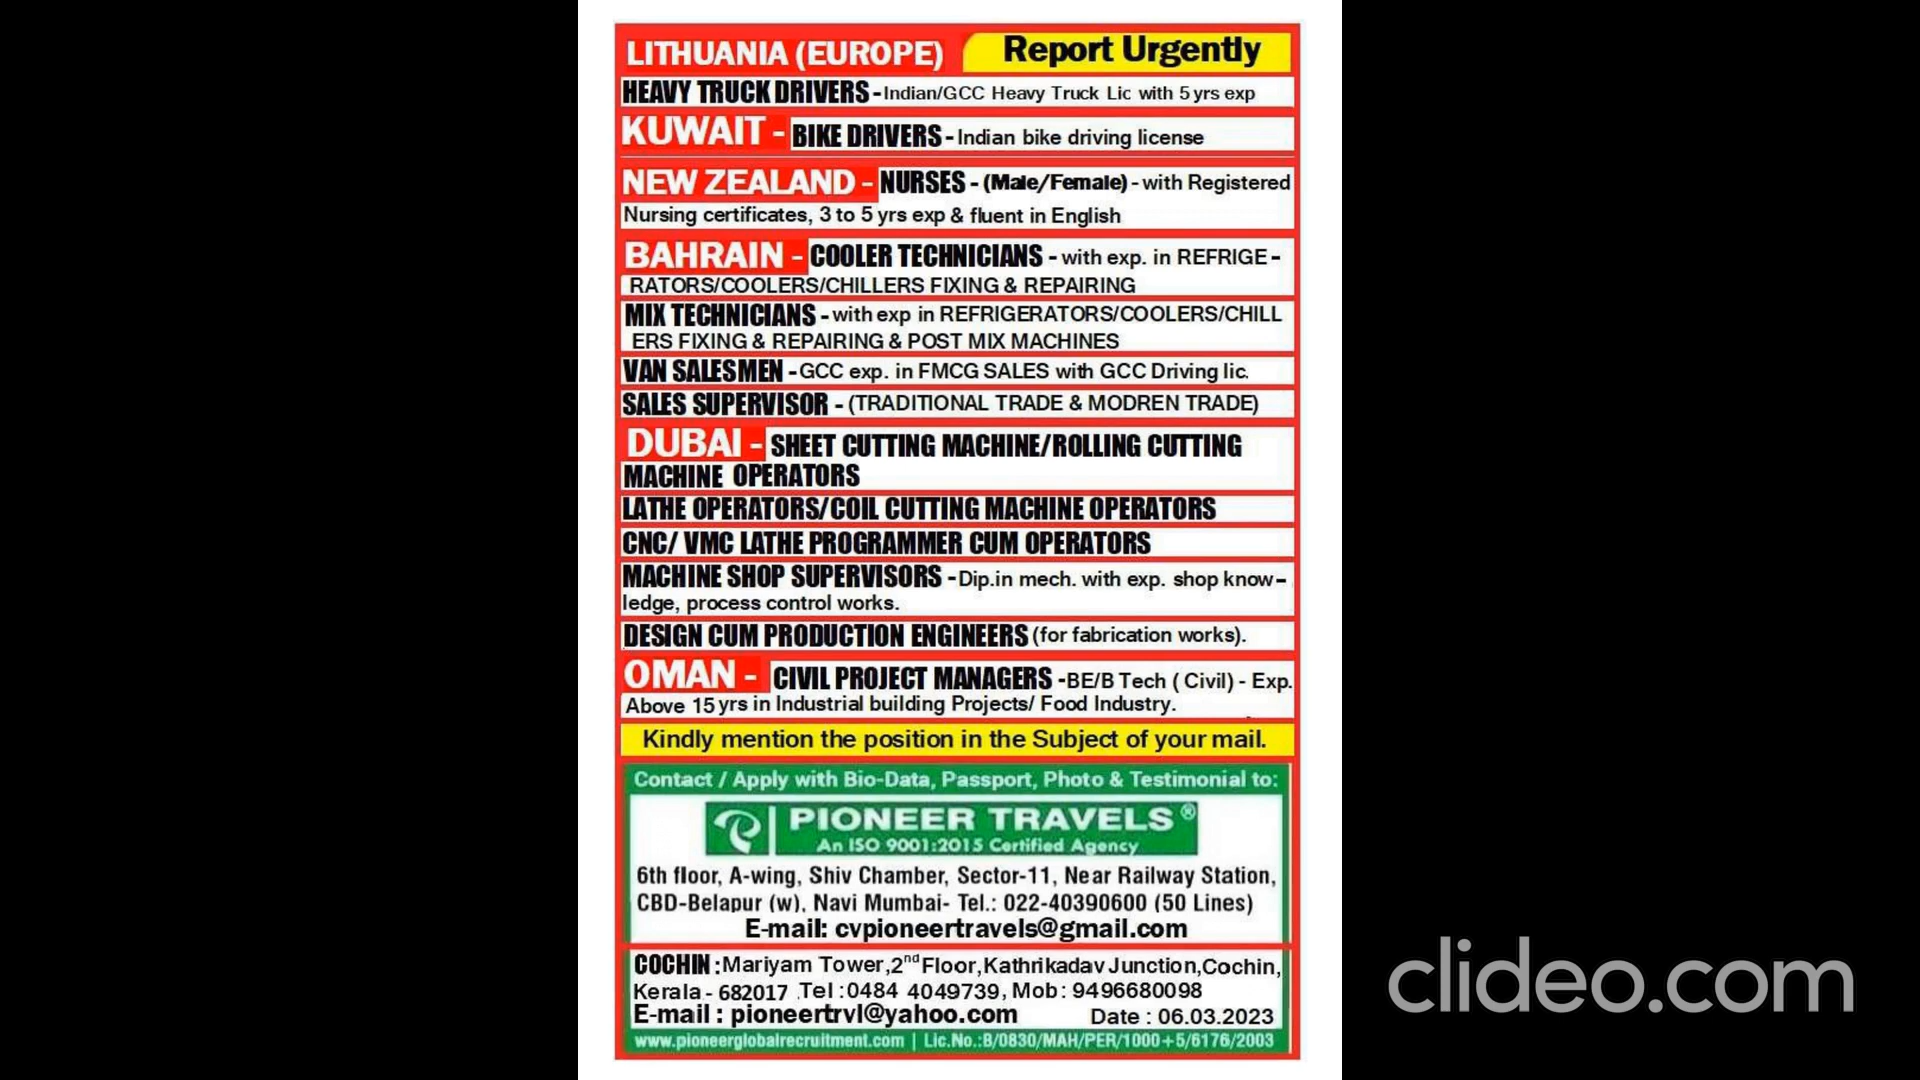 LITHUANIA (EUROPE) Report Urgently
HEAVY TRUCK DRIVERS - Indian/GCC Heavy Truck Lic with 5 yrs exp
KUWAIT - BIKE DRIVERS - Indian bike driving license
NEW ZEALAND - NURSES - (Male/Female) - with Registered
Nursing certificates, 3 to 5 yrs exp & fluent in English
BAHRAIN - COOLER TECHNICIANS - with exp. in REFRIGE -
RATORS/COOLERS/CHILLERS FIXING & REPAIRING
MIX TECHNICIANS - with exp in REFRIGERATORS/COOLERS/CHILL
ERS FIXING & REPAIRING & POST MIX MACHINES
VAN SALESMEN - GCC exp. in FMCG SALES with GCC Driving lic.
SALES SUPERVISOR - (TRADITIONAL TRADE & MODREN TRADE)
DUBAI - SHEET CUTTING MACHINE/ROLLING CUTTING
MACHINE OPERATORS
LATHE OPERATORS/COIL CUTTING MACHINE OPERATORS
CNC/ VMC LATHE PROGRAMMER CUM OPERATORS
MACHINE SHOP SUPERVISORS - Dip.in mech. with exp. shop know-
ledge, process control works.
DESIGN CUM PRODUCTION ENGINEERS (for fabrication works).
OMAN - CIVIL PROJECT MANAGERS -BE/B Tech ( Civil) - Exp.
Above 15 yrs in Industrial building Projects/ Food Industry.
Kindly mention the position in the Subject of your mail.
Contact / Apply with Bio-Data, Passport, Photo & Testimonial to:
PIONEER TRAVELS®
An ISO 9001:2015 Certified Agency
6th floor, A-wing, Shiv Chamber, Sector-11, Near Railway Station,
CBD-Belapur (w), Navi Mumbai- Tel.: 022-40390600 (50 Lines)
E-mail: cvpioneertravels@gmail.com
COCHIN : Mariyam Tower,2nd Floor,Kathrikadav Junction,Cochin,
Kerala - 682017 Tel :0484 4049739, Mob : 9496680098
E-mail : pioneertrvl@yahoo.com Date : 06.03.2023
www.pioneerglobalrecruitment.com | Lic.No.:B/0830/MAH/PER/1000+5/6176/2003
clideo.com